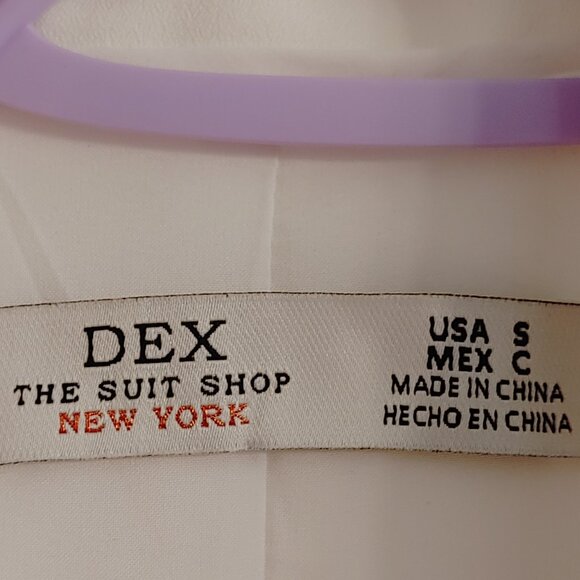 DEX
THE SUIT SHOP
NEW YORK
USA S
MEX C
MADE IN CHINA
HECHO EN CHINA